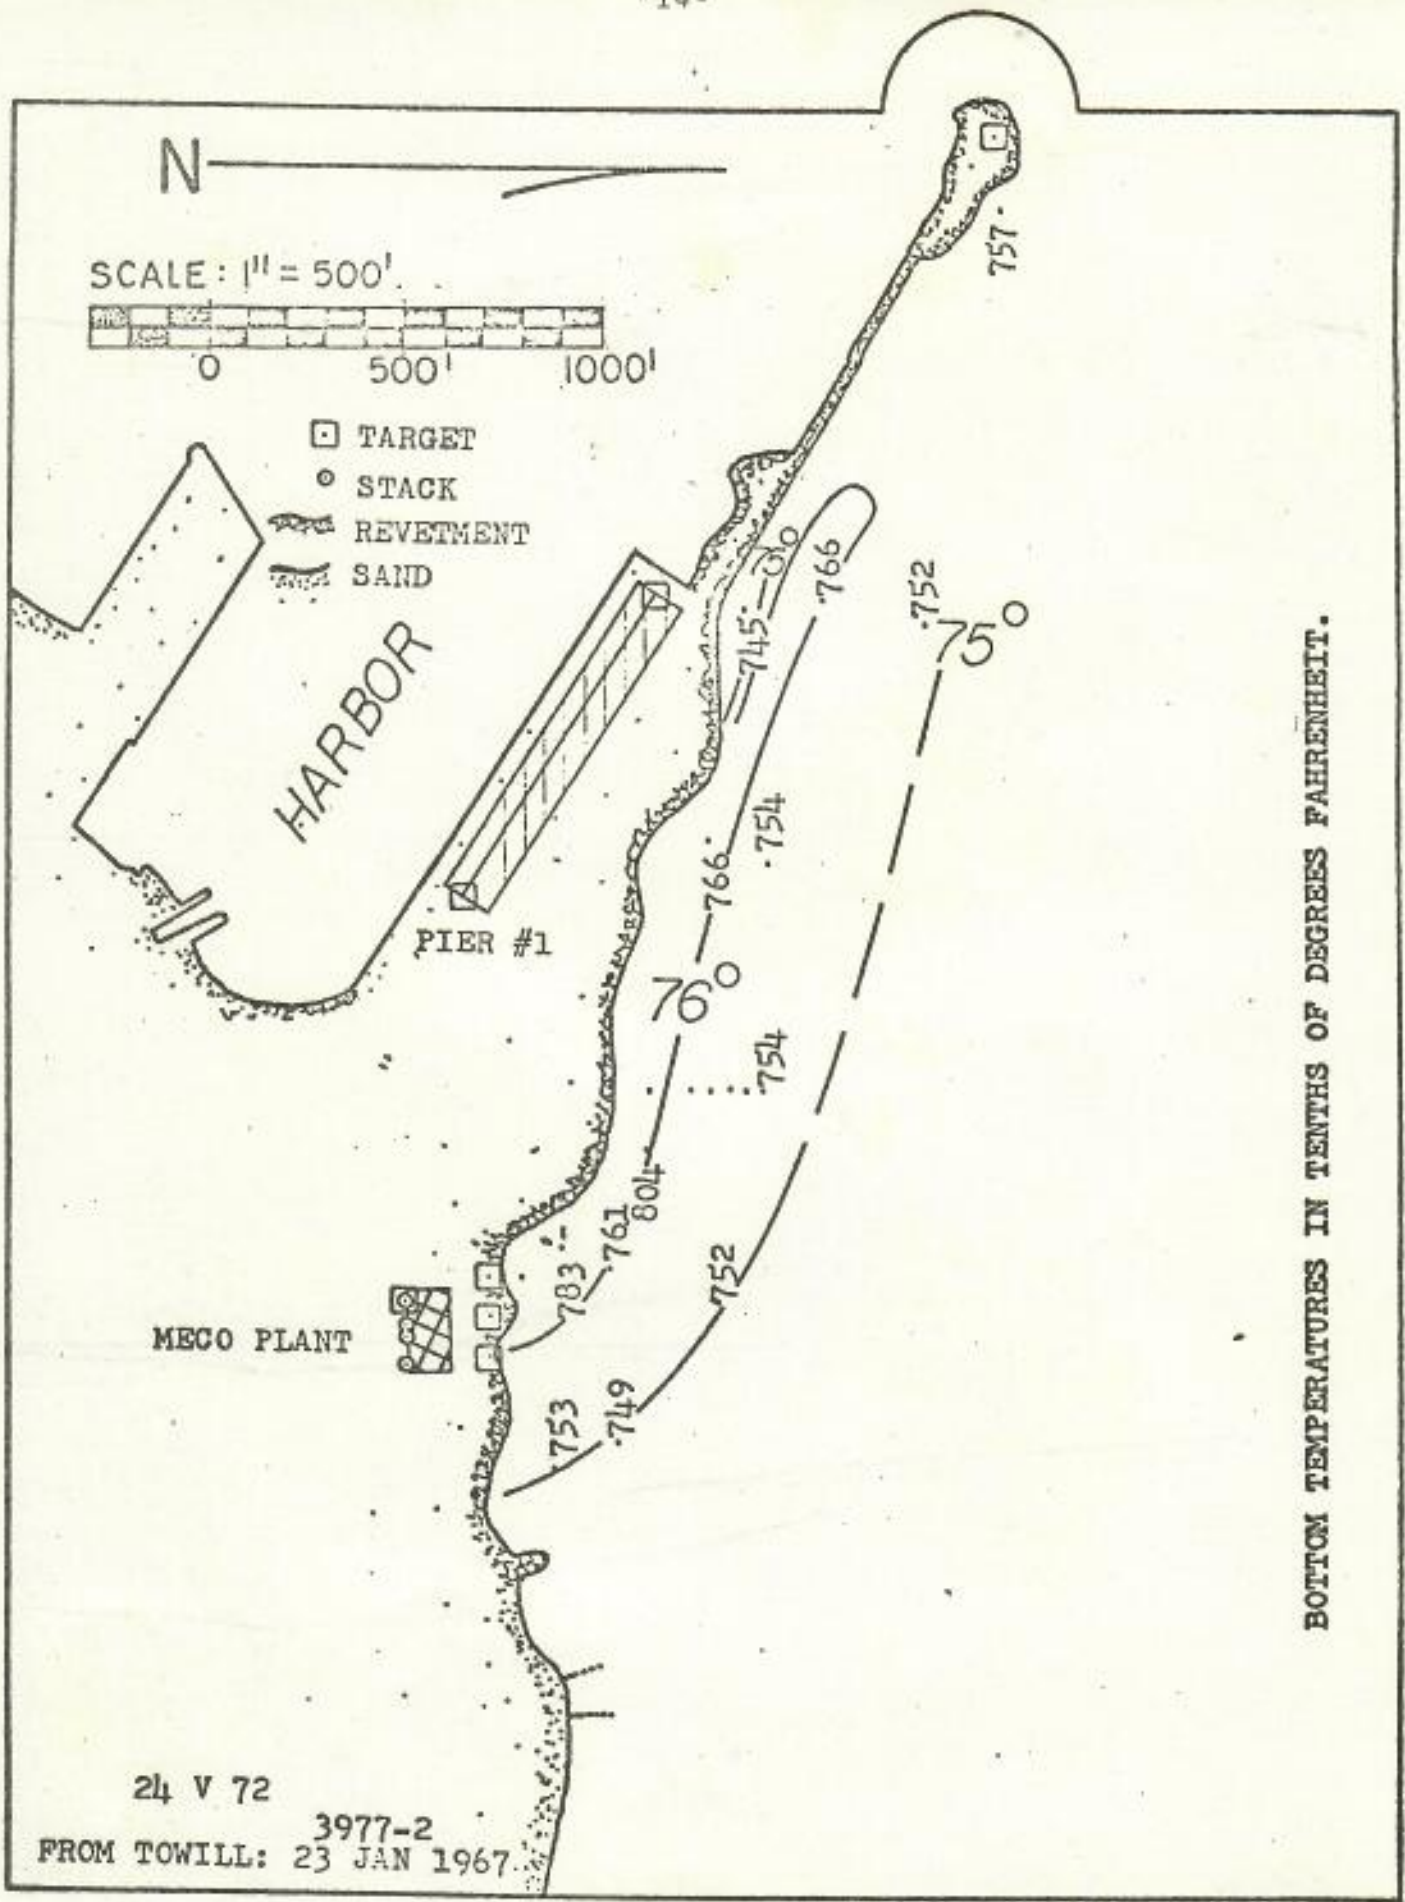 N
SCALE: 1" = 500'
0 500' 1000'
TARGET
STACK
REVETMENT
SAND
HARBOR
PIER #1
MECO PLANT
757
766
752
75°
745
754
766
76°
754
804
761
783
752
749
753
BOTTOM TEMPERATURES IN TENTHS OF DEGREES FAHRENHEIT.
24 V 72
3977-2
FROM TOWILL: 23 JAN 1967